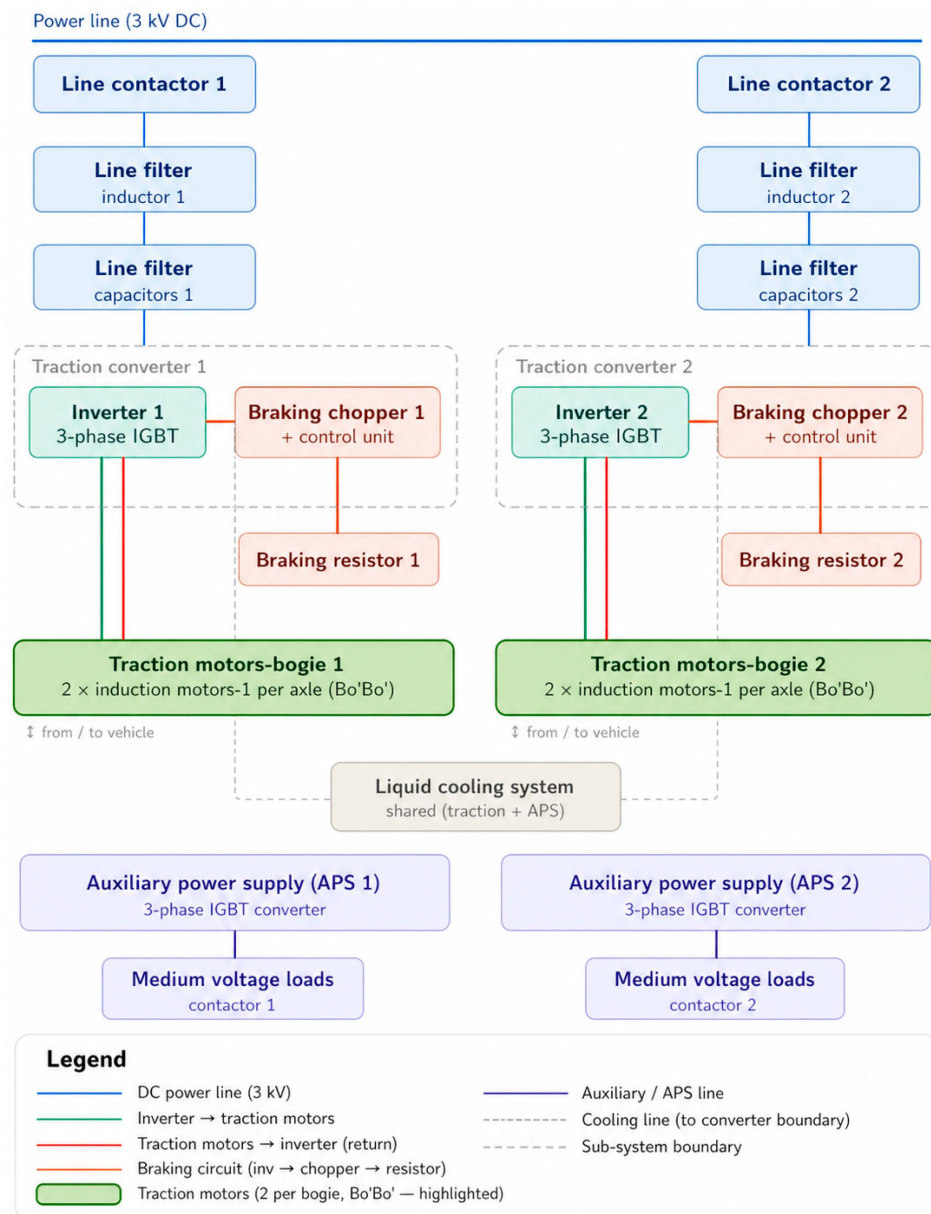 Power line (3 kV DC)
Line contactor 1
Line contactor 2
Line filter
inductor 1
Line filter
inductor 2
Line filter
capacitors 1
Line filter
capacitors 2
Traction converter 1
Inverter 1
3-phase IGBT
Braking chopper 1
+ control unit
Traction converter 2
Inverter 2
3-phase IGBT
Braking chopper 2
+ control unit
Braking resistor 1
Braking resistor 2
Traction motors-bogie 1
2 × induction motors-1 per axle (Bo'Bo')
Traction motors-bogie 2
2 × induction motors-1 per axle (Bo'Bo')
↕ from / to vehicle
↕ from / to vehicle
Liquid cooling system
shared (traction + APS)
Auxiliary power supply (APS 1)
3-phase IGBT converter
Auxiliary power supply (APS 2)
3-phase IGBT converter
Medium voltage loads
contactor 1
Medium voltage loads
contactor 2
Legend
DC power line (3 kV)
Inverter → traction motors
Traction motors → inverter (return)
Braking circuit (inv → chopper → resistor)
Traction motors (2 per bogie, Bo'Bo' — highlighted)
Auxiliary / APS line
Cooling line (to converter boundary)
Sub-system boundary